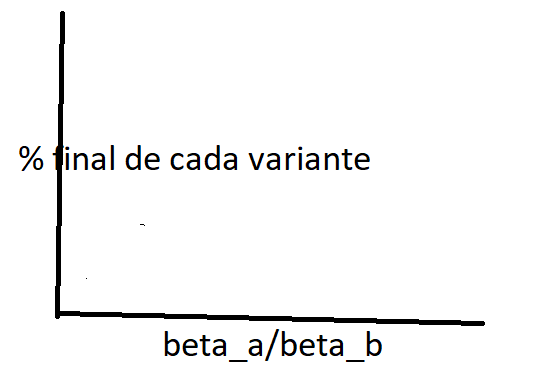 % final de cada variante
beta_a/beta_b